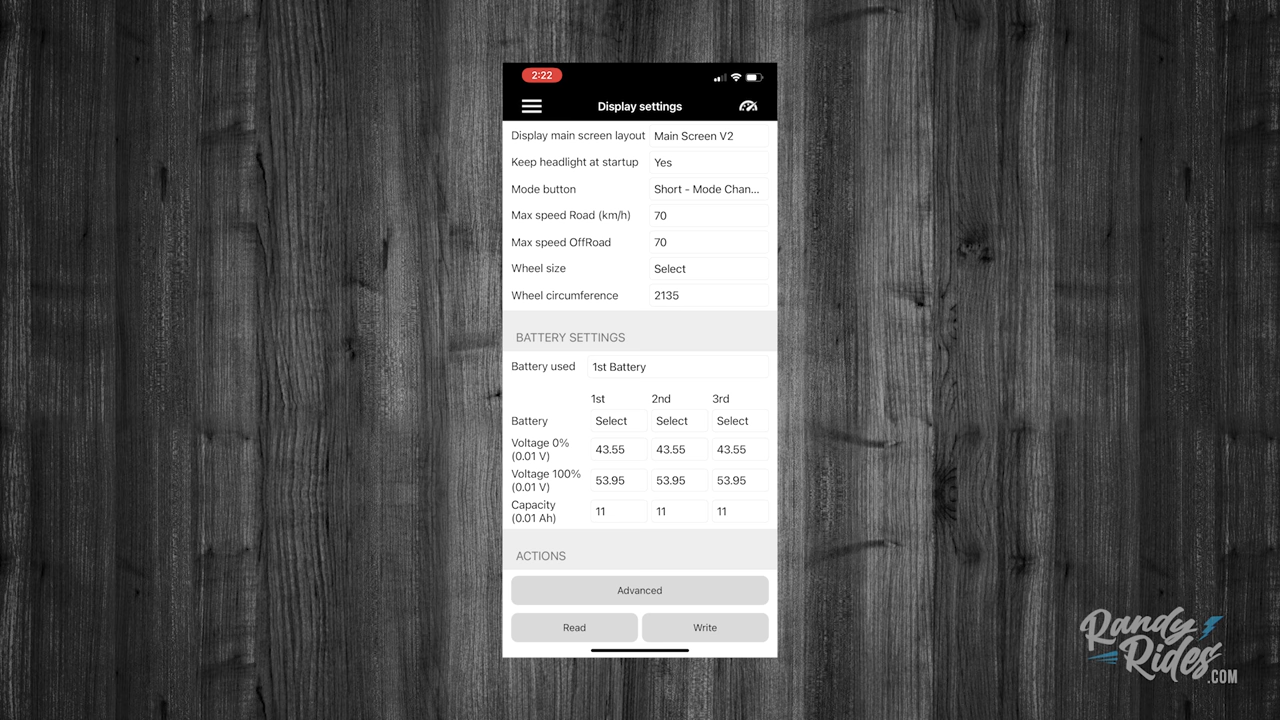 2:22
Display settings
Display main screen layout Main Screen V2
Keep headlight at startup Yes
Mode button Short - Mode Chan...
Max speed Road (km/h) 70
Max speed OffRoad 70
Wheel size Select
Wheel circumference 2135
BATTERY SETTINGS
Battery used 1st Battery
1st 2nd 3rd
Battery Select Select Select
Voltage 0%
(0.01 V) 43.55 43.55 43.55
Voltage 100%
(0.01 V) 53.95 53.95 53.95
Capacity
(0.01 Ah) 11 11 11
ACTIONS
Advanced
Read Write
Randy
Rides.COM